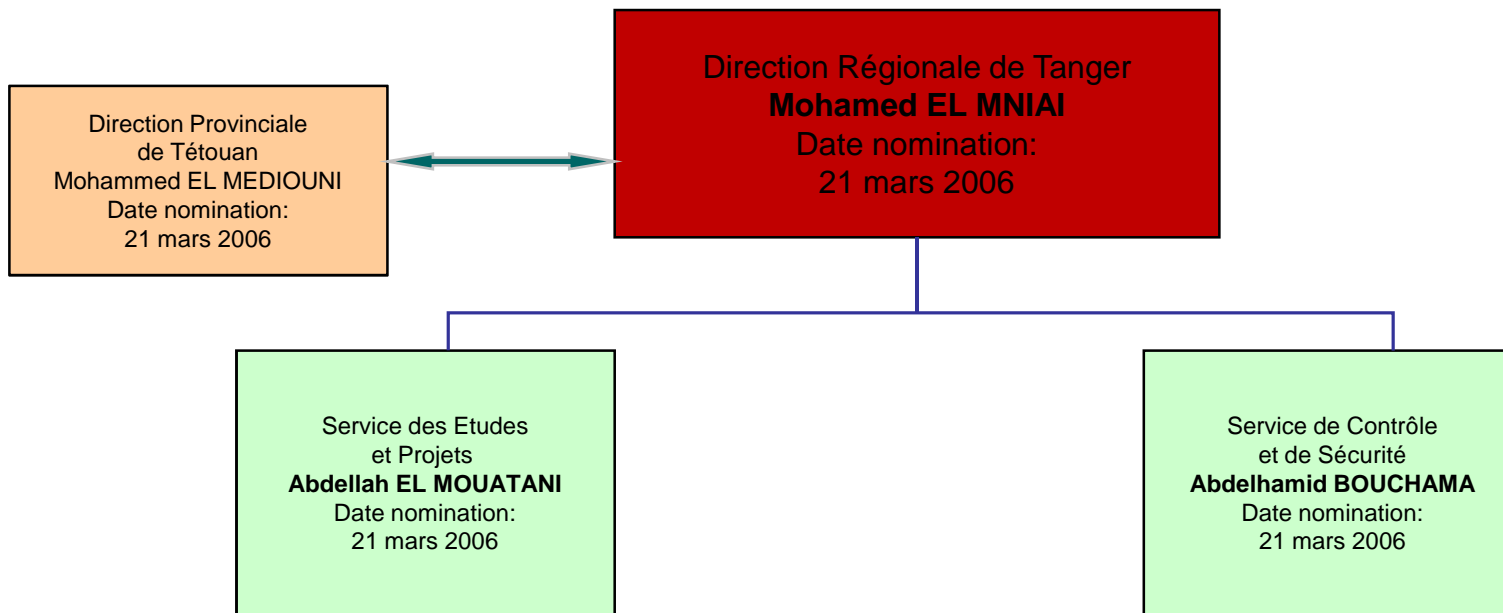 Direction Régionale de Tanger
Mohamed EL MNIAI
Date nomination:
21 mars 2006
Direction Provinciale
de Tétouan
Mohammed EL MEDIOUNI
Date nomination:
21 mars 2006
Service des Etudes
et Projets
Abdellah EL MOUATANI
Date nomination:
21 mars 2006
Service de Contrôle
et de Sécurité
Abdelhamid BOUCHAMA
Date nomination:
21 mars 2006